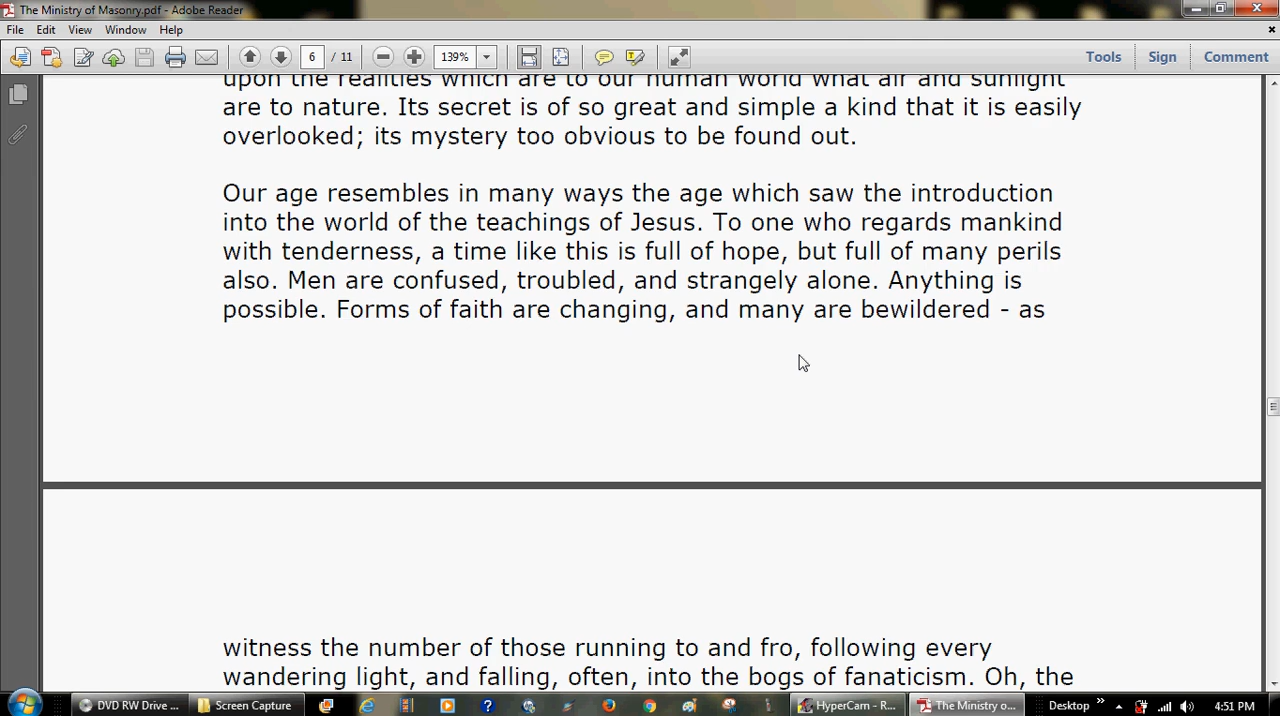 The Ministry of Masonry.pdf - Adobe Reader
File Edit View Window Help
6 / 11 139% Tools Sign Comment
upon the realities which are to our human world what air and sunlight
are to nature. Its secret is of so great and simple a kind that it is easily
overlooked; its mystery too obvious to be found out.
Our age resembles in many ways the age which saw the introduction
into the world of the teachings of Jesus. To one who regards mankind
with tenderness, a time like this is full of hope, but full of many perils
also. Men are confused, troubled, and strangely alone. Anything is
possible. Forms of faith are changing, and many are bewildered - as
witness the number of those running to and fro, following every
wandering light, and falling, often, into the bogs of fanaticism. Oh, the
DVD RW Drive ... Screen Capture HyperCam - R... The Ministry o... Desktop » 4:51 PM